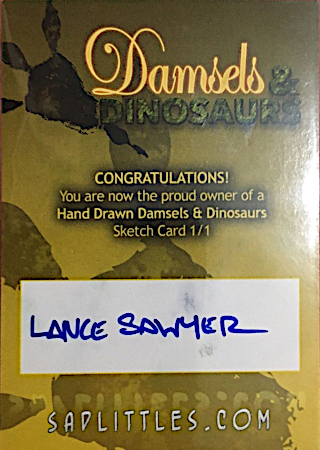 Damsels &
DINOSAURS
CONGRATULATIONS!
You are now the proud owner of a
Hand Drawn Damsels & Dinosaurs
Sketch Card 1/1
LANCE SAWYER
SADLITTLES.COM